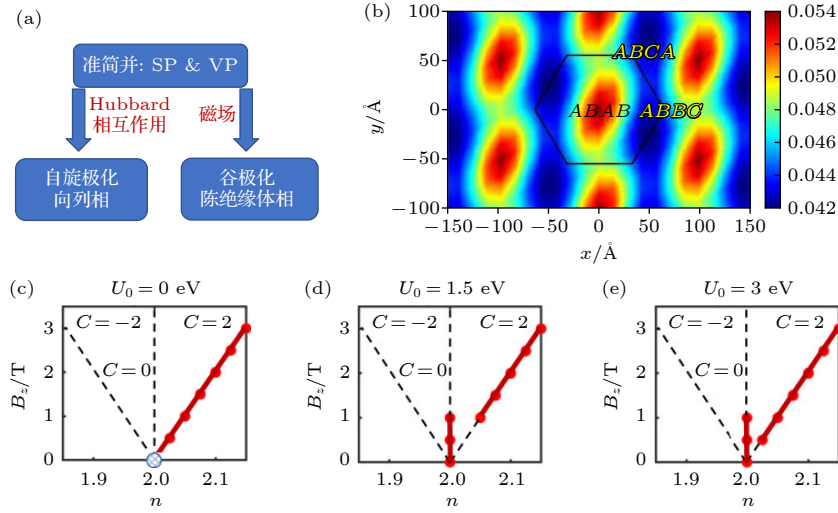 (a)
准简并: SP & VP
Hubbard
相互作用
磁场
自旋极化
向列相
谷极化
陈绝缘体相
(b)
ABCA
ABAB
ABBC
y/Å
100
50
0
−50
−100
−150 −100 −50 0 50 100 150
x/Å
0.054
0.052
0.050
0.048
0.046
0.044
0.042
(c)
U₀ = 0 eV
C = −2
C = 2
C = 0
B_z/T
3
2
1
0
1.9 2.0 2.1
n
(d)
U₀ = 1.5 eV
C = −2
C = 2
C = 0
B_z/T
3
2
1
0
1.9 2.0 2.1
n
(e)
U₀ = 3 eV
C = −2
C = 2
C = 0
B_z/T
3
2
1
0
1.9 2.0 2.1
n